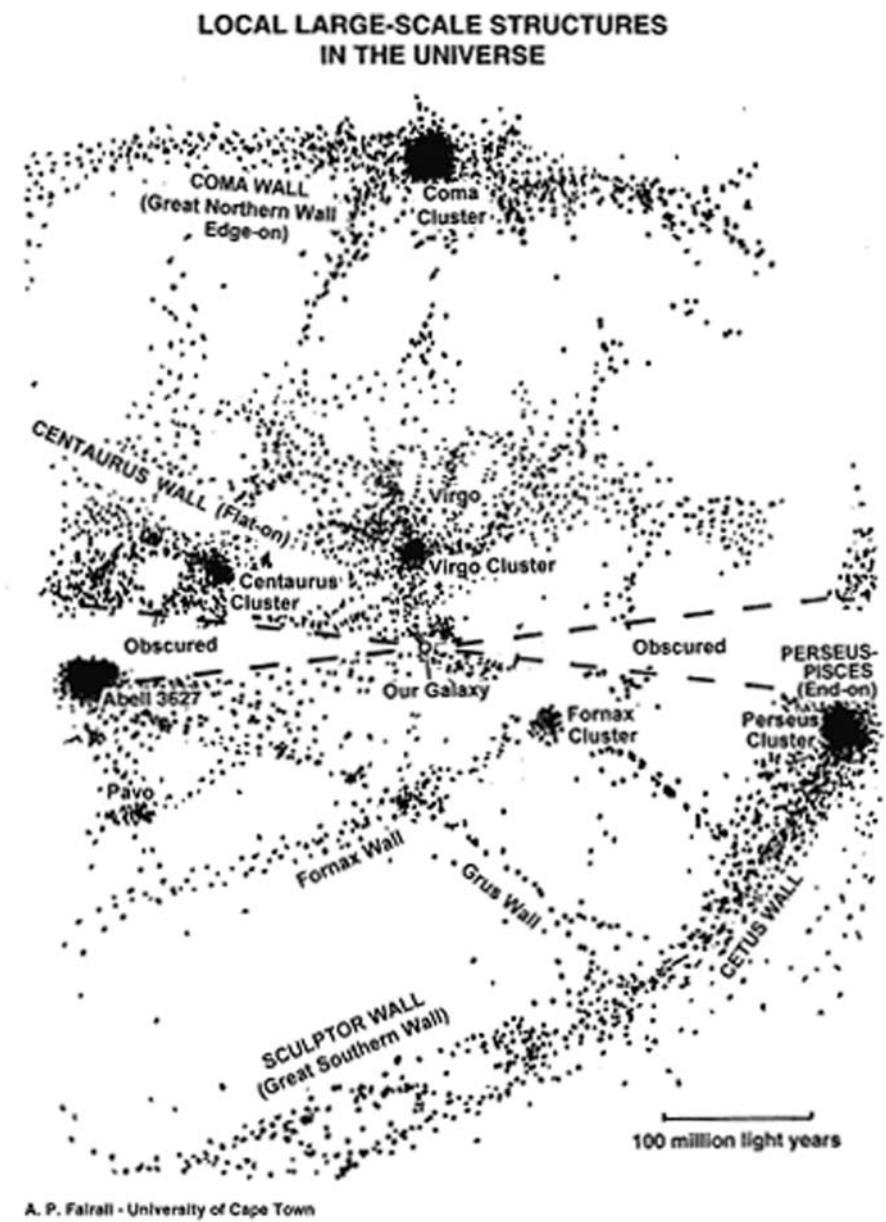 LOCAL LARGE-SCALE STRUCTURES
IN THE UNIVERSE
COMA WALL
(Great Northern Wall
Edge-on)
Coma
Cluster
CENTAURUS WALL (Flat-on)
Virgo
Virgo Cluster
Centaurus
Cluster
Obscured
Obscured
PERSEUS-
PISCES
(End-on)
Our Galaxy
Abell 3627
Fornax
Cluster
Perseus
Cluster
Pavo
Fornax Wall
Grus Wall
CETUS WALL
SCULPTOR WALL
(Great Southern Wall)
100 million light years
A. P. Fairall - University of Cape Town